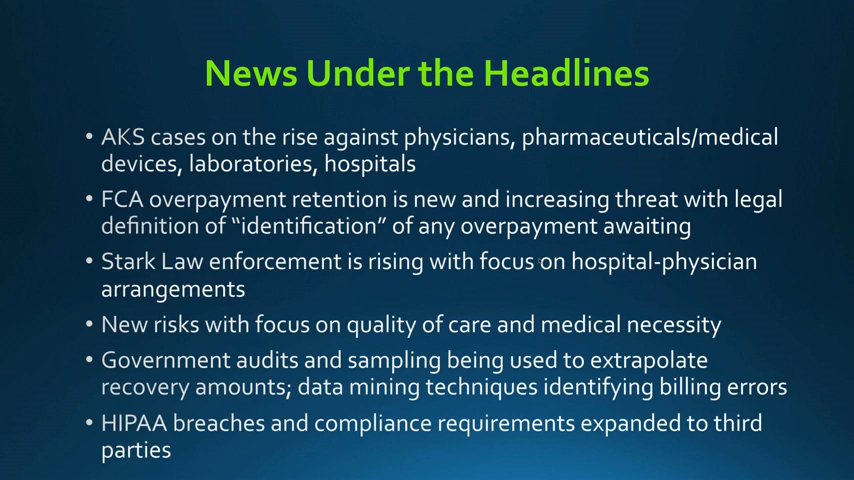 News Under the Headlines
• AKS cases on the rise against physicians, pharmaceuticals/medical
devices, laboratories, hospitals
• FCA overpayment retention is new and increasing threat with legal
definition of “identification” of any overpayment awaiting
• Stark Law enforcement is rising with focus on hospital-physician
arrangements
• New risks with focus on quality of care and medical necessity
• Government audits and sampling being used to extrapolate
recovery amounts; data mining techniques identifying billing errors
• HIPAA breaches and compliance requirements expanded to third
parties